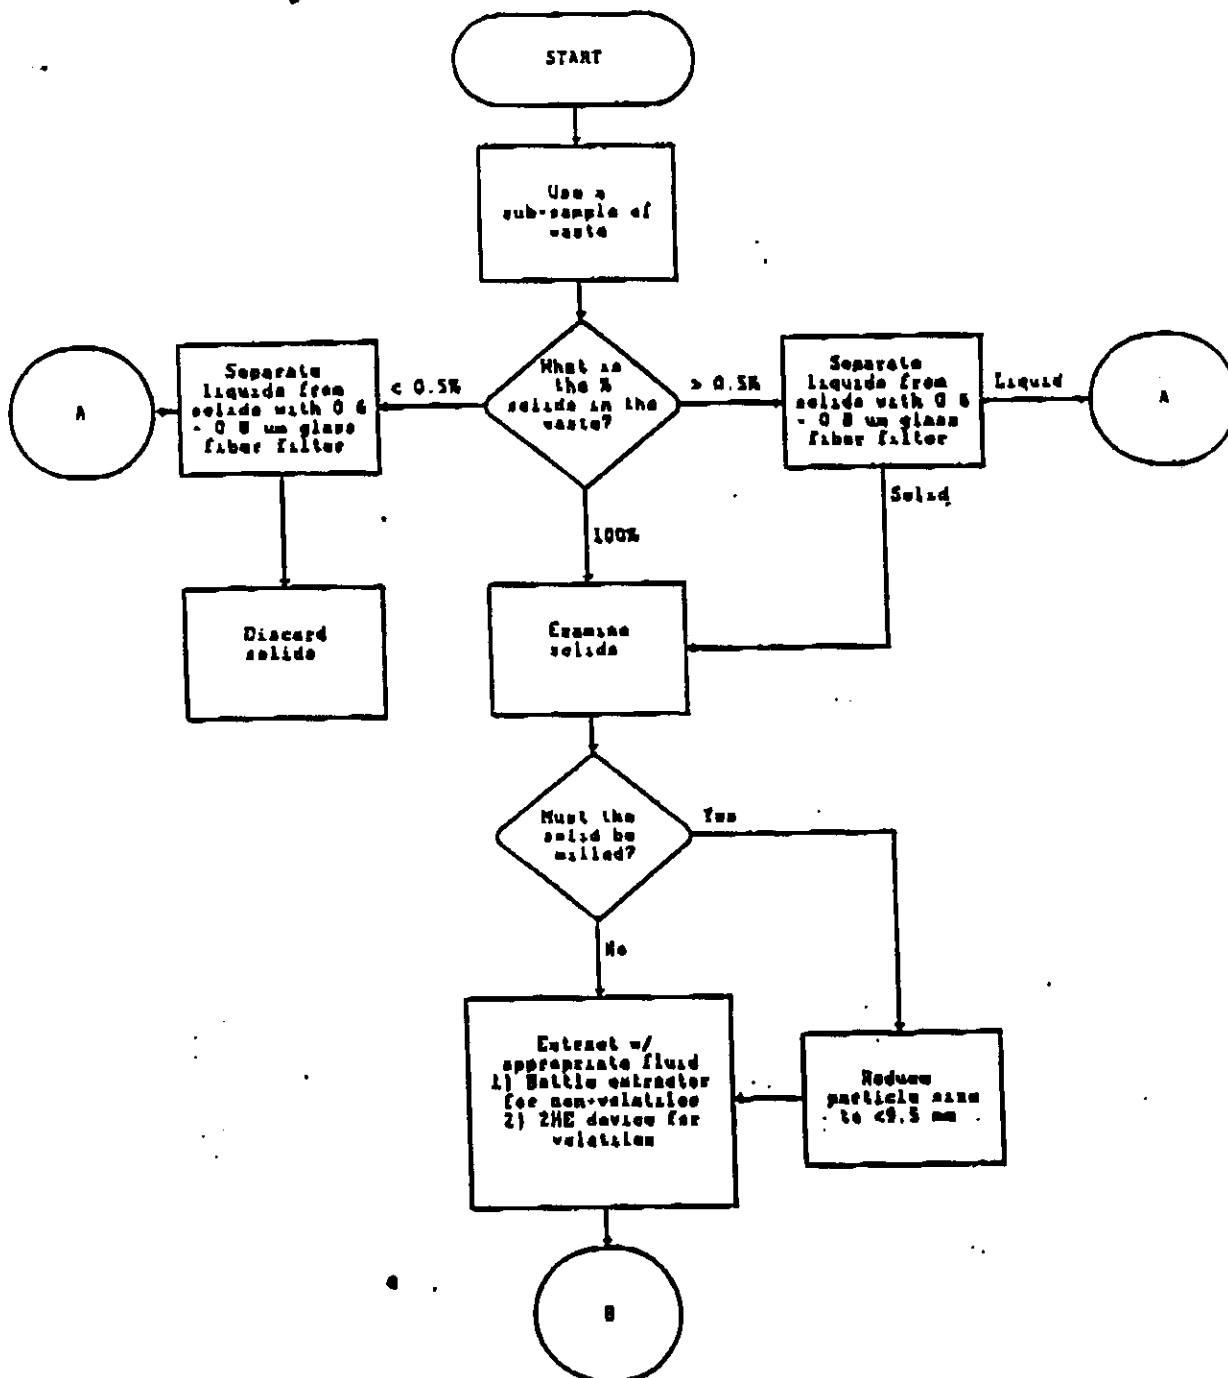 START
Use a
sub-sample of
waste
What is
the %
solids in the
waste?
< 0.5%
Separate
liquids from
solids with 0 6
- 0 8 um glass
fiber filter
A
Discard
solids
> 0.5%
Separate
liquids from
solids with 0 6
- 0 8 um glass
fiber filter
Liquid
A
Solid
100%
Examine
solids
Must the
solid be
milled?
Yes
No
Extract w/
appropriate fluid
1) Bottle extractor
for non-volatiles
2) ZHE device for
volatiles
Reduce
particle size
to <9.5 mm
B